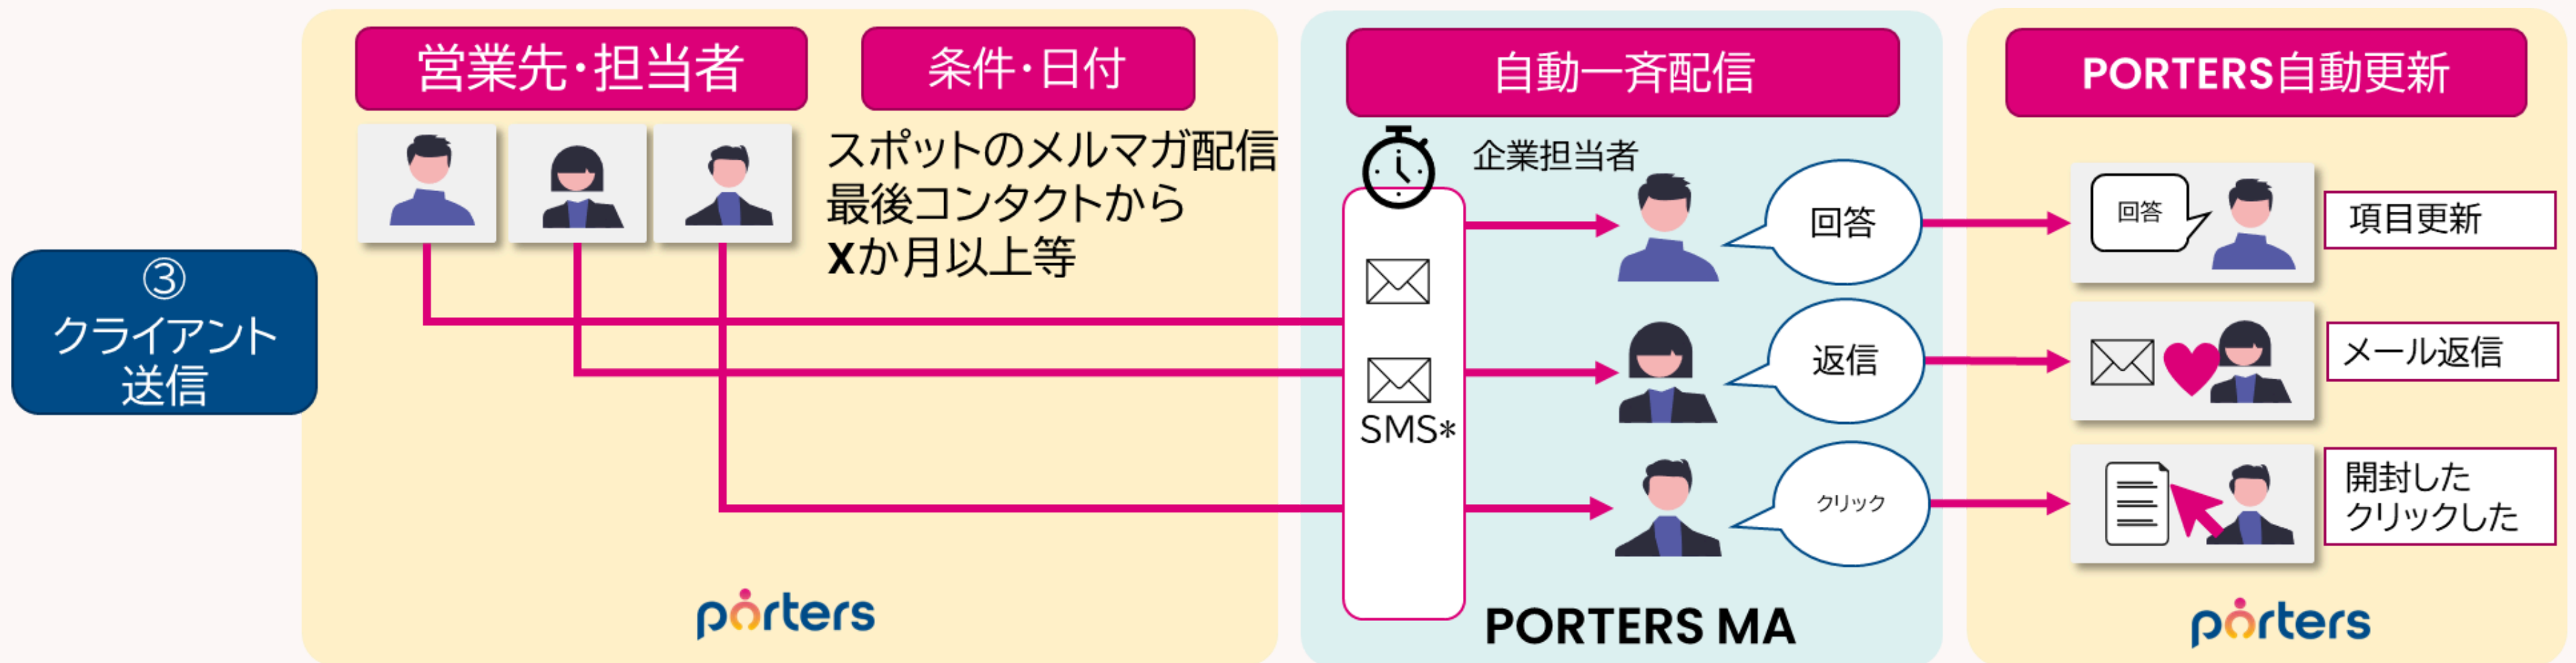 ③
クライアント
送信
営業先・担当者
条件・日付
スポットのメルマガ配信
最後コンタクトから
Xか月以上等
porters
自動一斉配信
企業担当者
SMS*
回答
返信
クリック
PORTERS MA
PORTERS自動更新
回答
項目更新
メール返信
開封した
クリックした
porters